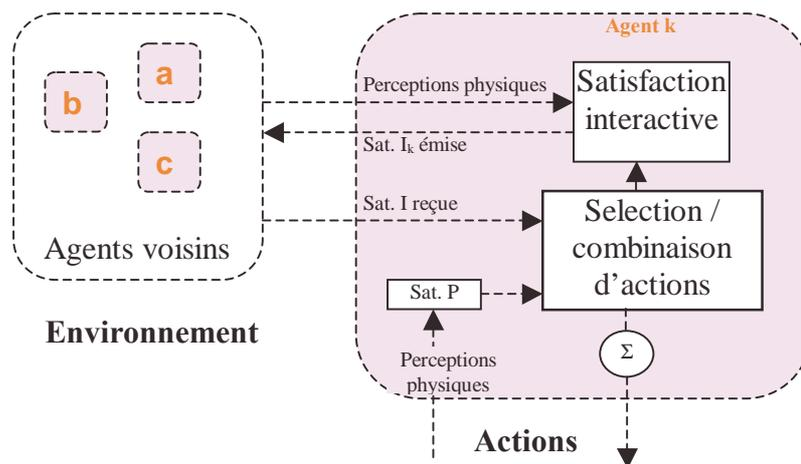 Agent k
a
b
c
Agents voisins
Environnement
Perceptions physiques
Sat. Iₖ émise
Sat. I reçue
Satisfaction
interactive
Selection /
combinaison
d’actions
Sat. P
Perceptions
physiques
Σ
Actions